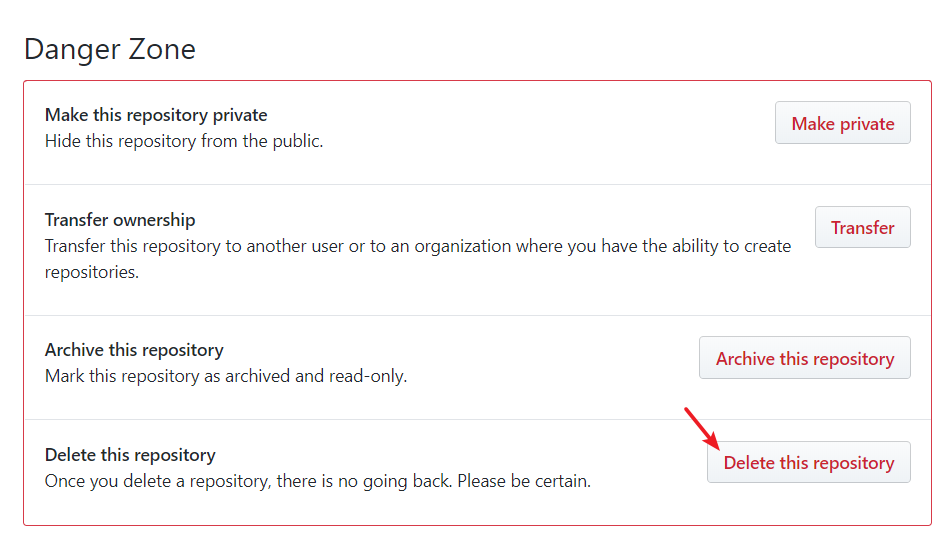 Danger Zone
Make this repository private
Hide this repository from the public.
Make private
Transfer ownership
Transfer this repository to another user or to an organization where you have the ability to create
repositories.
Transfer
Archive this repository
Mark this repository as archived and read-only.
Archive this repository
Delete this repository
Once you delete a repository, there is no going back. Please be certain.
Delete this repository